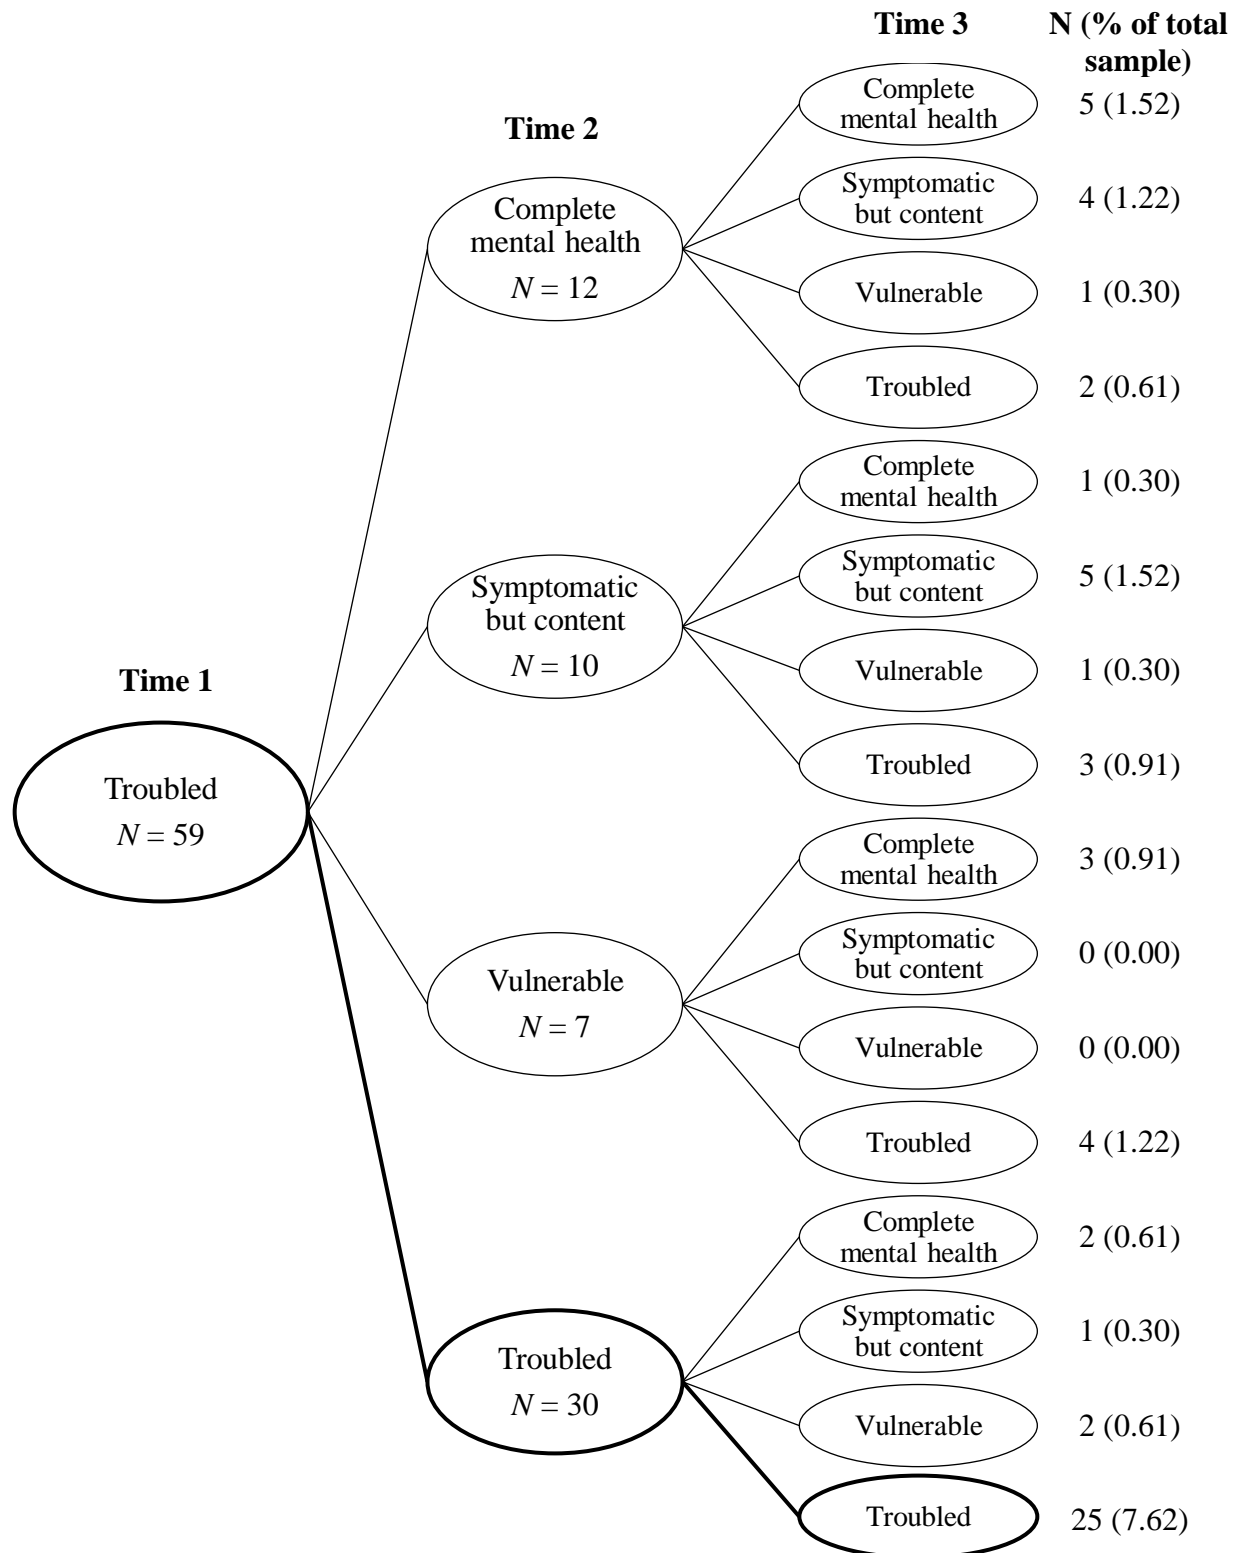 Time 3
N (% of total
sample)
Complete
mental health
5 (1.52)
Time 2
Symptomatic
but content
4 (1.22)
Complete
mental health
N = 12
Vulnerable
1 (0.30)
Troubled
2 (0.61)
Complete
mental health
1 (0.30)
Symptomatic
but content
5 (1.52)
Symptomatic
but content
N = 10
Vulnerable
1 (0.30)
Time 1
Troubled
3 (0.91)
Troubled
N = 59
Complete
mental health
3 (0.91)
Symptomatic
but content
0 (0.00)
Vulnerable
N = 7
Vulnerable
0 (0.00)
Troubled
4 (1.22)
Complete
mental health
2 (0.61)
Symptomatic
but content
1 (0.30)
Troubled
N = 30
Vulnerable
2 (0.61)
Troubled
25 (7.62)